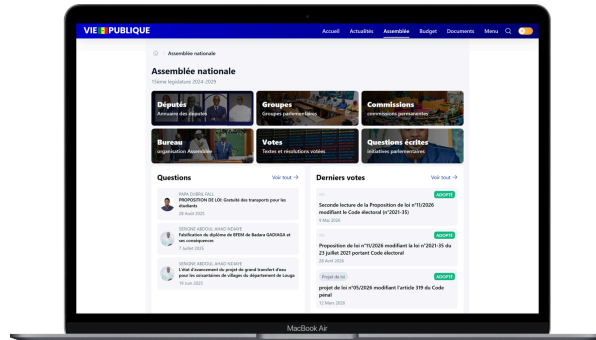 VIE PUBLIQUE
Accueil Actualités Assemblée Budget Documents Menu
Assemblée nationale
Assemblée nationale
15ème législature 2024-2029
Députés
Annuaire des députés
Groupes
Groupes parlementaires
Commissions
commissions permanentes
Bureau
organisation Assemblée
Votes
Textes et résolutions votées
Questions écrites
Initiatives parlementaires
Questions
Voir tout →
PAPA DJIBRIL FALL
PROPOSITION DE LOI: Gratuité des transports pour les
étudiants
28 Août 2025
SERIGNE ABDOUL AHAD NDIAYE
Falsification du diplôme de BFEM de Badara GADIAGA et
ses conséquences
7 Juillet 2025
SERIGNE ABDOUL AHAD NDIAYE
L'état d'avancement du projet de grand transfert d'eau
pour les soixantaines de villages du département de Louga
18 Juin 2025
Derniers votes
Voir tout →
ADOPTÉ
Seconde lecture de la Proposition de loi n°11/2026
modifiant le Code électoral (n°2021-35)
9 Mai 2026
ADOPTÉ
Proposition de loi n°11/2026 modifiant la loi n°2021-35 du
23 juillet 2021 portant Code électoral
28 Avril 2026
Projet de loi
ADOPTÉ
projet de loi n°05/2026 modifiant l'article 319 du Code
pénal
12 Mars 2026
MacBook Air